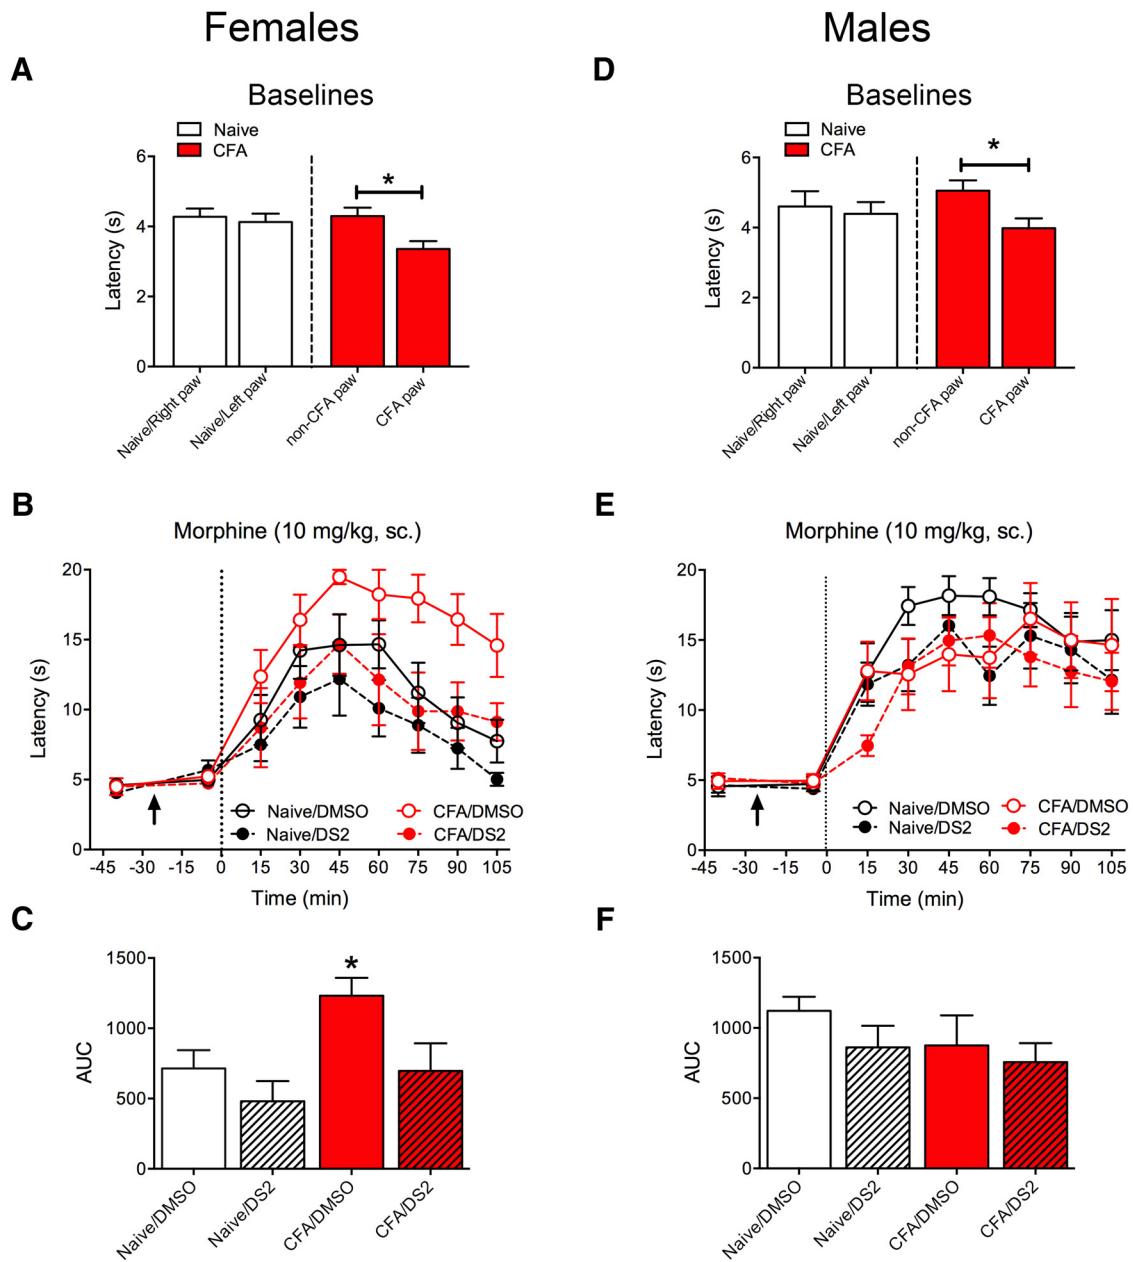 Females
Males
A
Baselines
Naive
CFA
6
4
2
0
Latency (s)
*
Naive/Right paw
Naive/Left paw
non-CFA paw
CFA paw
D
Baselines
Naive
CFA
6
4
2
0
Latency (s)
*
Naive/Right paw
Naive/Left paw
non-CFA paw
CFA paw
B
Morphine (10 mg/kg, sc.)
20
15
10
5
0
Latency (s)
Naive/DMSO
CFA/DMSO
Naive/DS2
CFA/DS2
-45 -30 -15 0 15 30 45 60 75 90 105
Time (min)
E
Morphine (10 mg/kg, sc.)
20
15
10
5
0
Latency (s)
Naive/DMSO
CFA/DMSO
Naive/DS2
CFA/DS2
-45 -30 -15 0 15 30 45 60 75 90 105
Time (min)
C
1500
1000
500
0
AUC
*
Naive/DMSO
Naive/DS2
CFA/DMSO
CFA/DS2
F
1500
1000
500
0
AUC
Naive/DMSO
Naive/DS2
CFA/DMSO
CFA/DS2